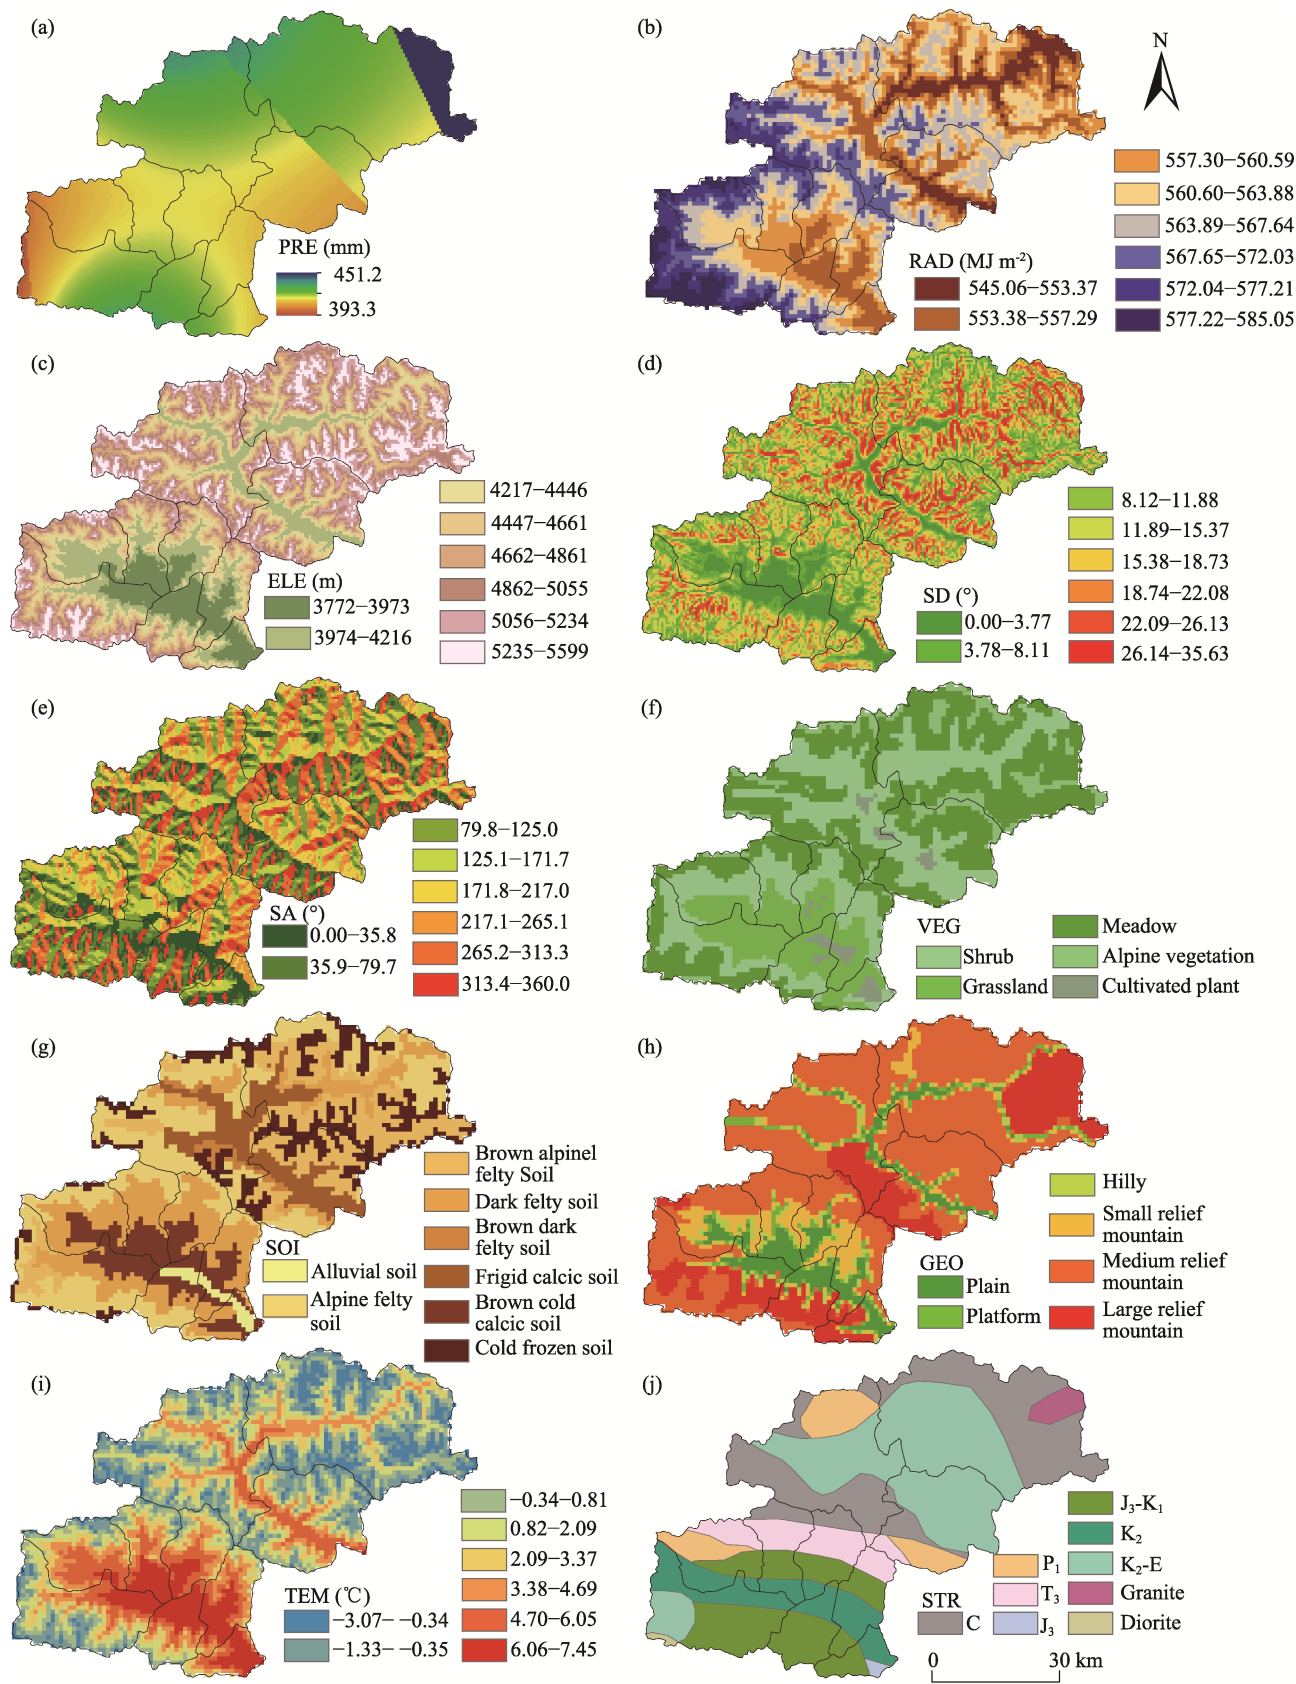 (a)
PRE (mm)
451.2
393.3
(b)
N
RAD (MJ m-2)
545.06−553.37
553.38−557.29
557.30−560.59
560.60−563.88
563.89−567.64
567.65−572.03
572.04−577.21
577.22−585.05
(c)
ELE (m)
3772−3973
3974−4216
4217−4446
4447−4661
4662−4861
4862−5055
5056−5234
5235−5599
(d)
SD (°)
0.00−3.77
3.78−8.11
8.12−11.88
11.89−15.37
15.38−18.73
18.74−22.08
22.09−26.13
26.14−35.63
(e)
SA (°)
0.00−35.8
35.9−79.7
79.8−125.0
125.1−171.7
171.8−217.0
217.1−265.1
265.2−313.3
313.4−360.0
(f)
VEG
Shrub
Grassland
Meadow
Alpine vegetation
Cultivated plant
(g)
SOI
Alluvial soil
Alpine felty
soil
Brown alpinel
felty Soil
Dark felty soil
Brown dark
felty soil
Frigid calcic soil
Brown cold
calcic soil
Cold frozen soil
(h)
GEO
Plain
Platform
Hilly
Small relief
mountain
Medium relief
mountain
Large relief
mountain
(i)
TEM (℃)
−3.07− −0.34
−1.33− −0.35
−0.34−0.81
0.82−2.09
2.09−3.37
3.38−4.69
4.70−6.05
6.06−7.45
(j)
STR
C
P1
T3
J3
J3-K1
K2
K2-E
Granite
Diorite
0 30 km